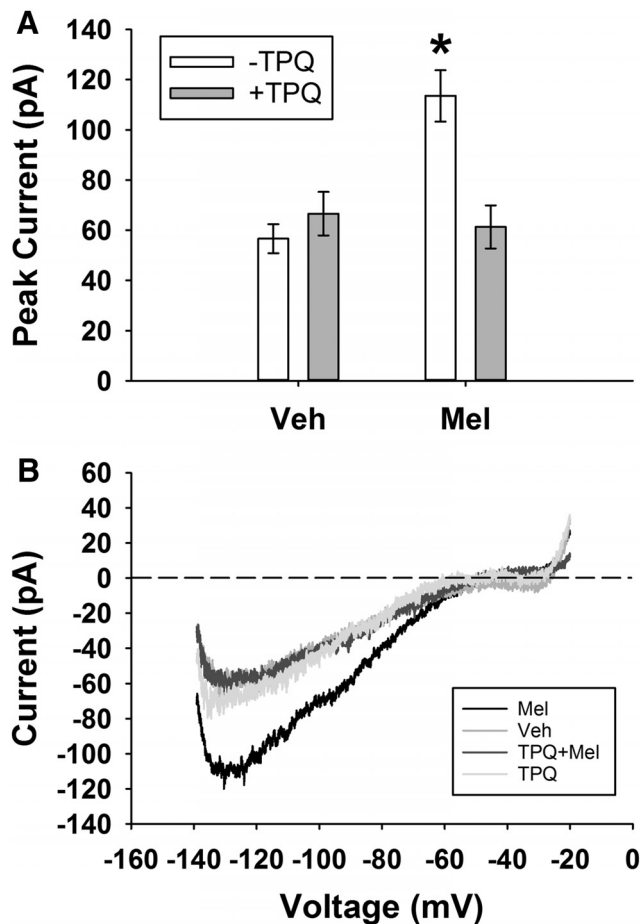 A
Peak Current (pA)
140
120
100
80
60
40
20
0
-TPQ
+TPQ
*
Veh Mel
B
Current (pA)
60
40
20
0
-20
-40
-60
-80
-100
-120
-140
Mel
Veh
TPQ+Mel
TPQ
-160 -140 -120 -100 -80 -60 -40 -20 0
Voltage (mV)